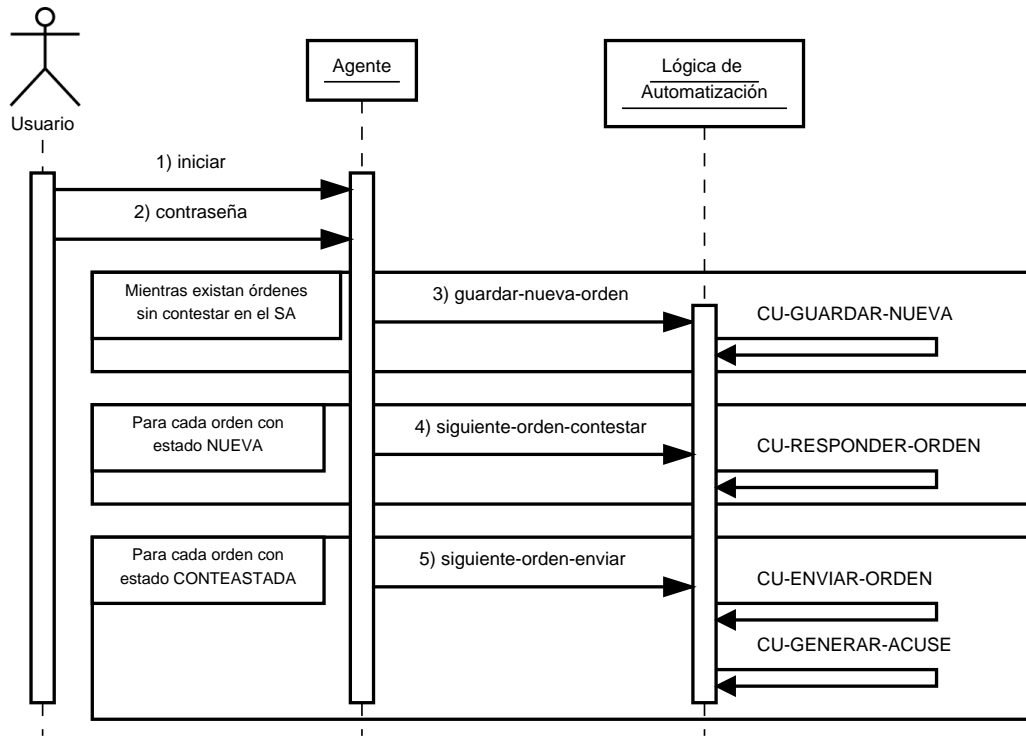 Usuario
Agente
Lógica de
Automatización
1) iniciar
2) contraseña
Mientras existan órdenes
sin contestar en el SA
3) guardar-nueva-orden
CU-GUARDAR-NUEVA
Para cada orden con
estado NUEVA
4) siguiente-orden-contestar
CU-RESPONDER-ORDEN
Para cada orden con
estado CONTEASTADA
5) siguiente-orden-enviar
CU-ENVIAR-ORDEN
CU-GENERAR-ACUSE